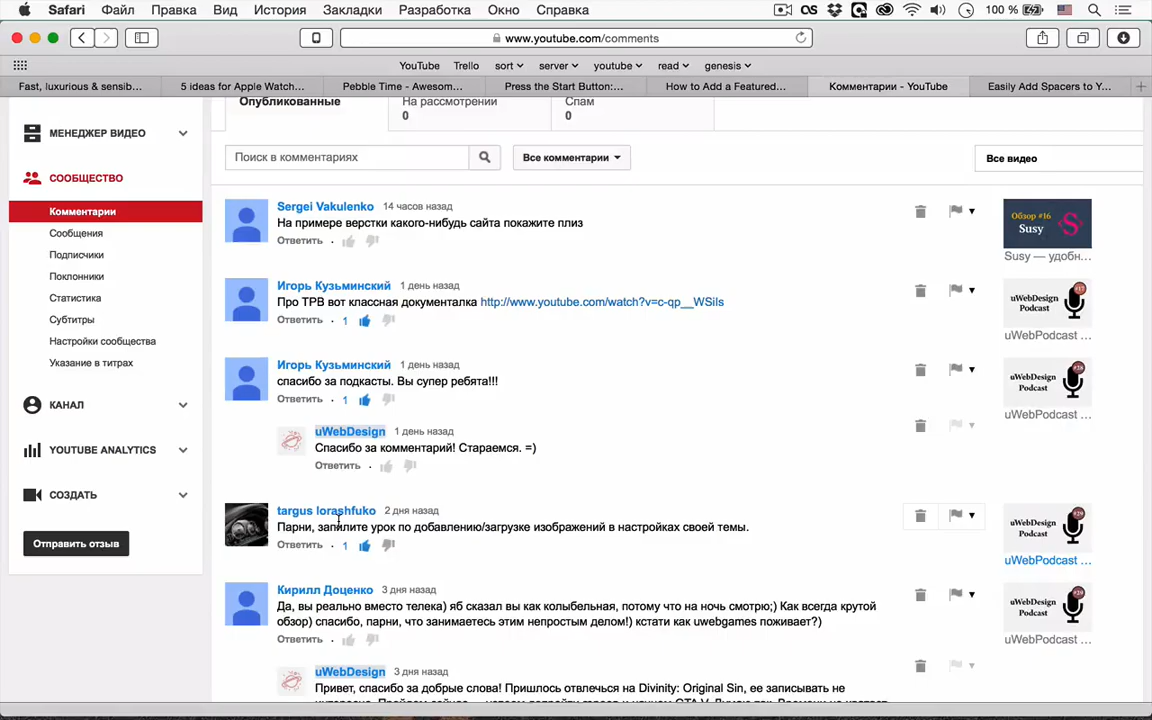 Safari Файл Правка Вид История Закладки Разработка Окно Справка 100 %
www.youtube.com/comments
YouTube Trello sort server youtube read genesis
Fast, luxurious & sensib... 5 ideas for Apple Watch... Pebble Time - Awesom... Press the Start Button:... How to Add a Featured... Комментарии - YouTube Easily Add Spacers to Y...
Опубликованные На рассмотрении Спам
0 0
МЕНЕДЖЕР ВИДЕО
СООБЩЕСТВО
Комментарии
Сообщения
Подписчики
Поклонники
Статистика
Субтитры
Настройки сообщества
Указание в титрах
КАНАЛ
YOUTUBE ANALYTICS
СОЗДАТЬ
Отправить отзыв
Поиск в комментариях Все комментарии Все видео
Sergei Vakulenko 14 часов назад
На примере верстки какого-нибудь сайта покажите плиз
Ответить
Обзор #16
Susy
Susy — удобн...
Игорь Кузьминский 1 день назад
Про ТРВ вот классная документалка http://www.youtube.com/watch?v=c-qp__WSiIs
Ответить 1
uWebDesign
Podcast
uWebPodcast ...
Игорь Кузьминский 1 день назад
спасибо за подкасты. Вы супер ребята!!!
Ответить 1
uWebDesign
Podcast
uWebPodcast ...
uWebDesign 1 день назад
Спасибо за комментарий! Стараемся. =)
Ответить
targus lorashfuko 2 дня назад
Парни, запилите урок по добавлению/загрузке изображений в настройках своей темы.
Ответить 1
uWebDesign
Podcast
#29
uWebPodcast ...
Кирилл Доценко 3 дня назад
Да, вы реально вместо телека) яб сказал вы как колыбельная, потому что на ночь смотрю;) Как всегда крутой
обзор) спасибо, парни, что занимаетесь этим непростым делом!) кстати как uwebgames поживает?)
Ответить
uWebDesign
Podcast
#29
uWebPodcast ...
uWebDesign 3 дня назад
Привет, спасибо за добрые слова! Пришлось отвлечься на Divinity: Original Sin, ее записывать не